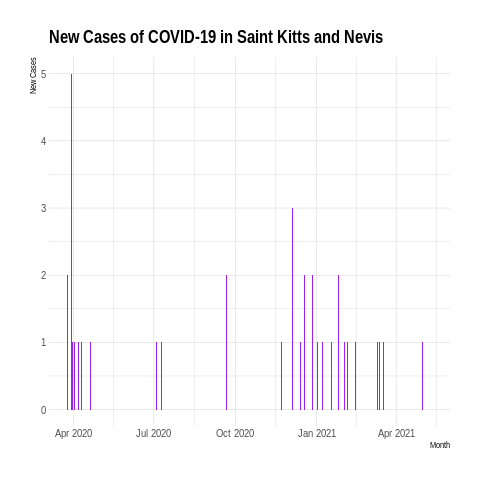 New Cases of COVID-19 in Saint Kitts and Nevis
New Cases
5
4
3
2
1
0
Apr 2020 Jul 2020 Oct 2020 Jan 2021 Apr 2021
Month